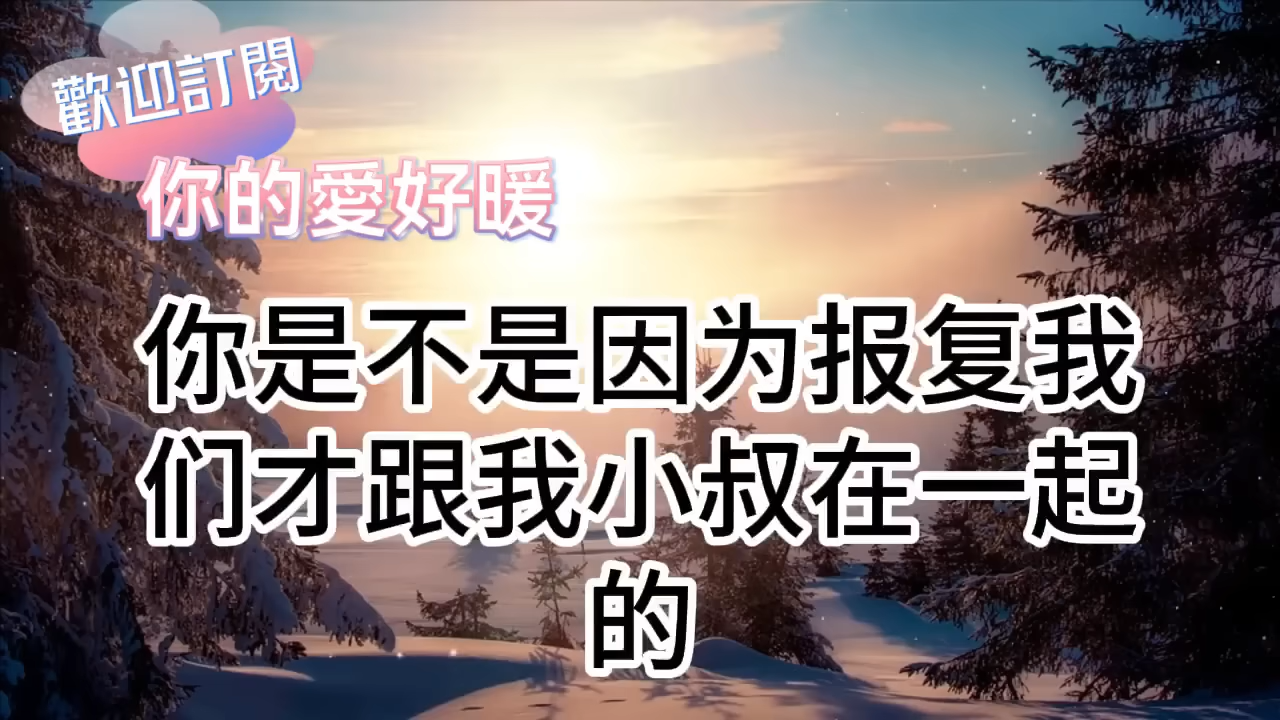 歡迎訂閱
你的愛好暖
你是不是因为报复我
们才跟我小叔在一起
的